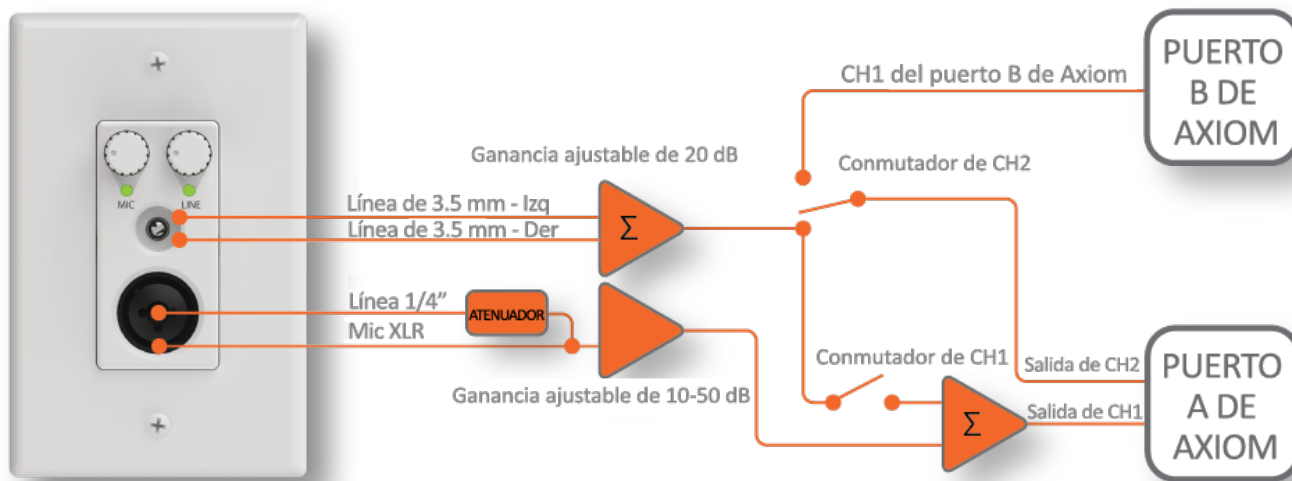 MIC
LINE
Línea de 3.5 mm - Izq
Línea de 3.5 mm - Der
Línea 1/4”
Mic XLR
ATENUADOR
Ganancia ajustable de 20 dB
Σ
Ganancia ajustable de 10-50 dB
CH1 del puerto B de Axiom
Conmutador de CH2
Conmutador de CH1
Σ
Salida de CH2
Salida de CH1
PUERTO
B DE
AXIOM
PUERTO
A DE
AXIOM